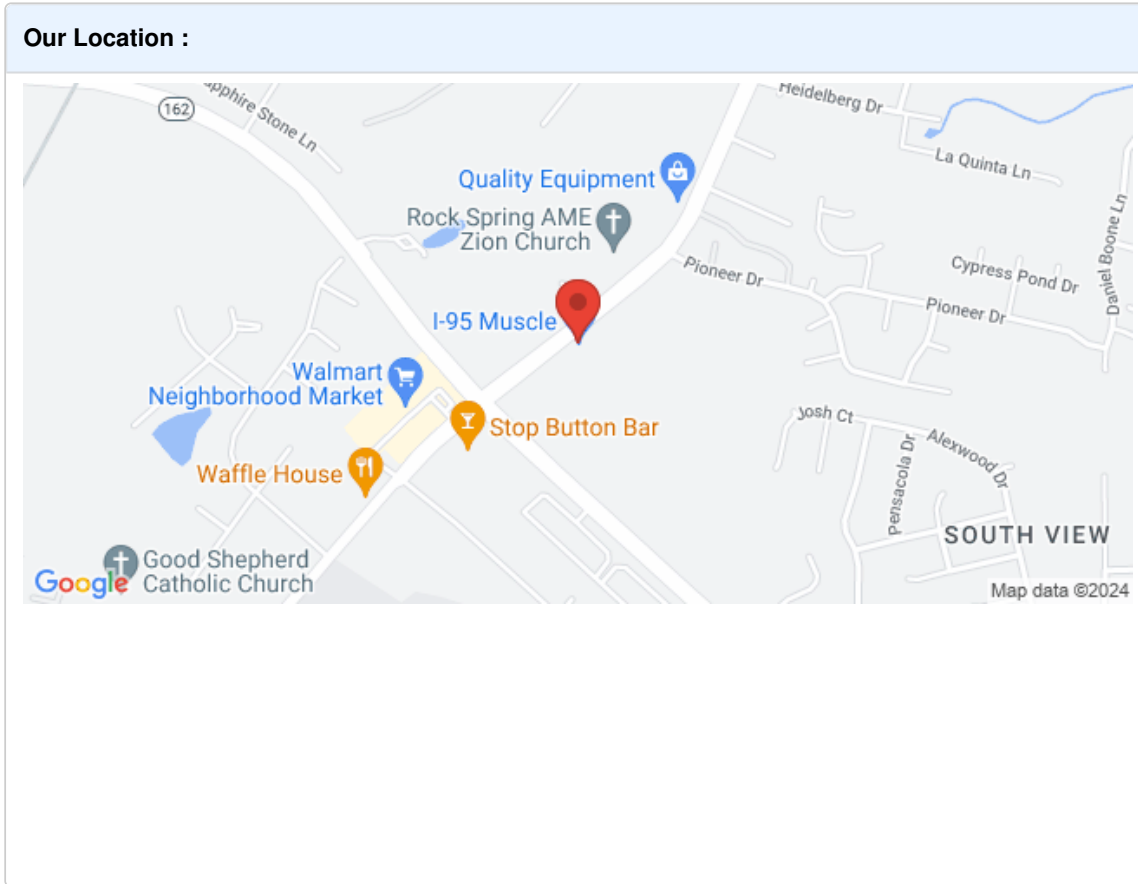 Our Location :
162
Sapphire Stone Ln
Heidelberg Dr
La Quinta Ln
Quality Equipment
Rock Spring AME
Zion Church
Daniel Boone Ln
Pioneer Dr
Cypress Pond Dr
Pioneer Dr
I-95 Muscle
Walmart
Neighborhood Market
Stop Button Bar
Josh Ct
Alexwood Dr
Pensacola Dr
Waffle House
SOUTH VIEW
Good Shepherd
Catholic Church
Google
Map data ©2024